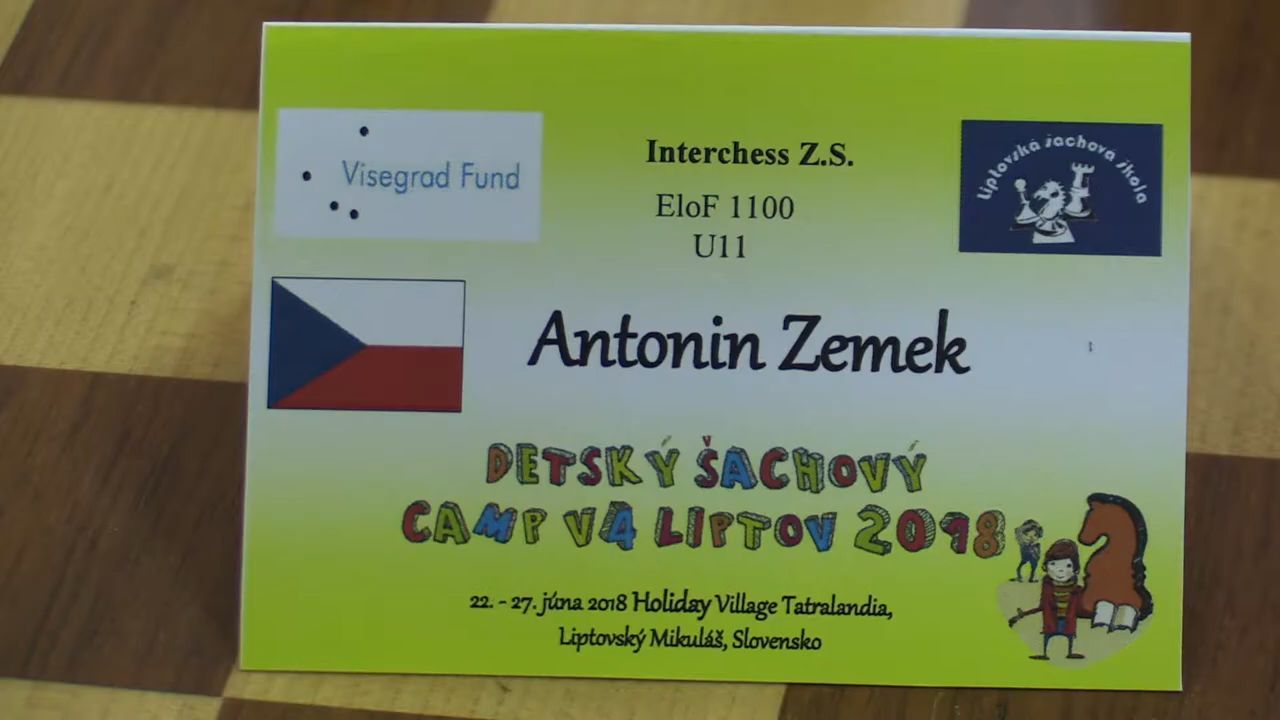 Visegrad Fund
Interchess Z.S.
EloF 1100
U11
Liptovská šachová škola
Antonin Zemek
DETSKÝ ŠACHOVÝ
CAMP V4 LIPTOV 2018
22. - 27. júna 2018 Holiday Village Tatralandia,
Liptovský Mikuláš, Slovensko